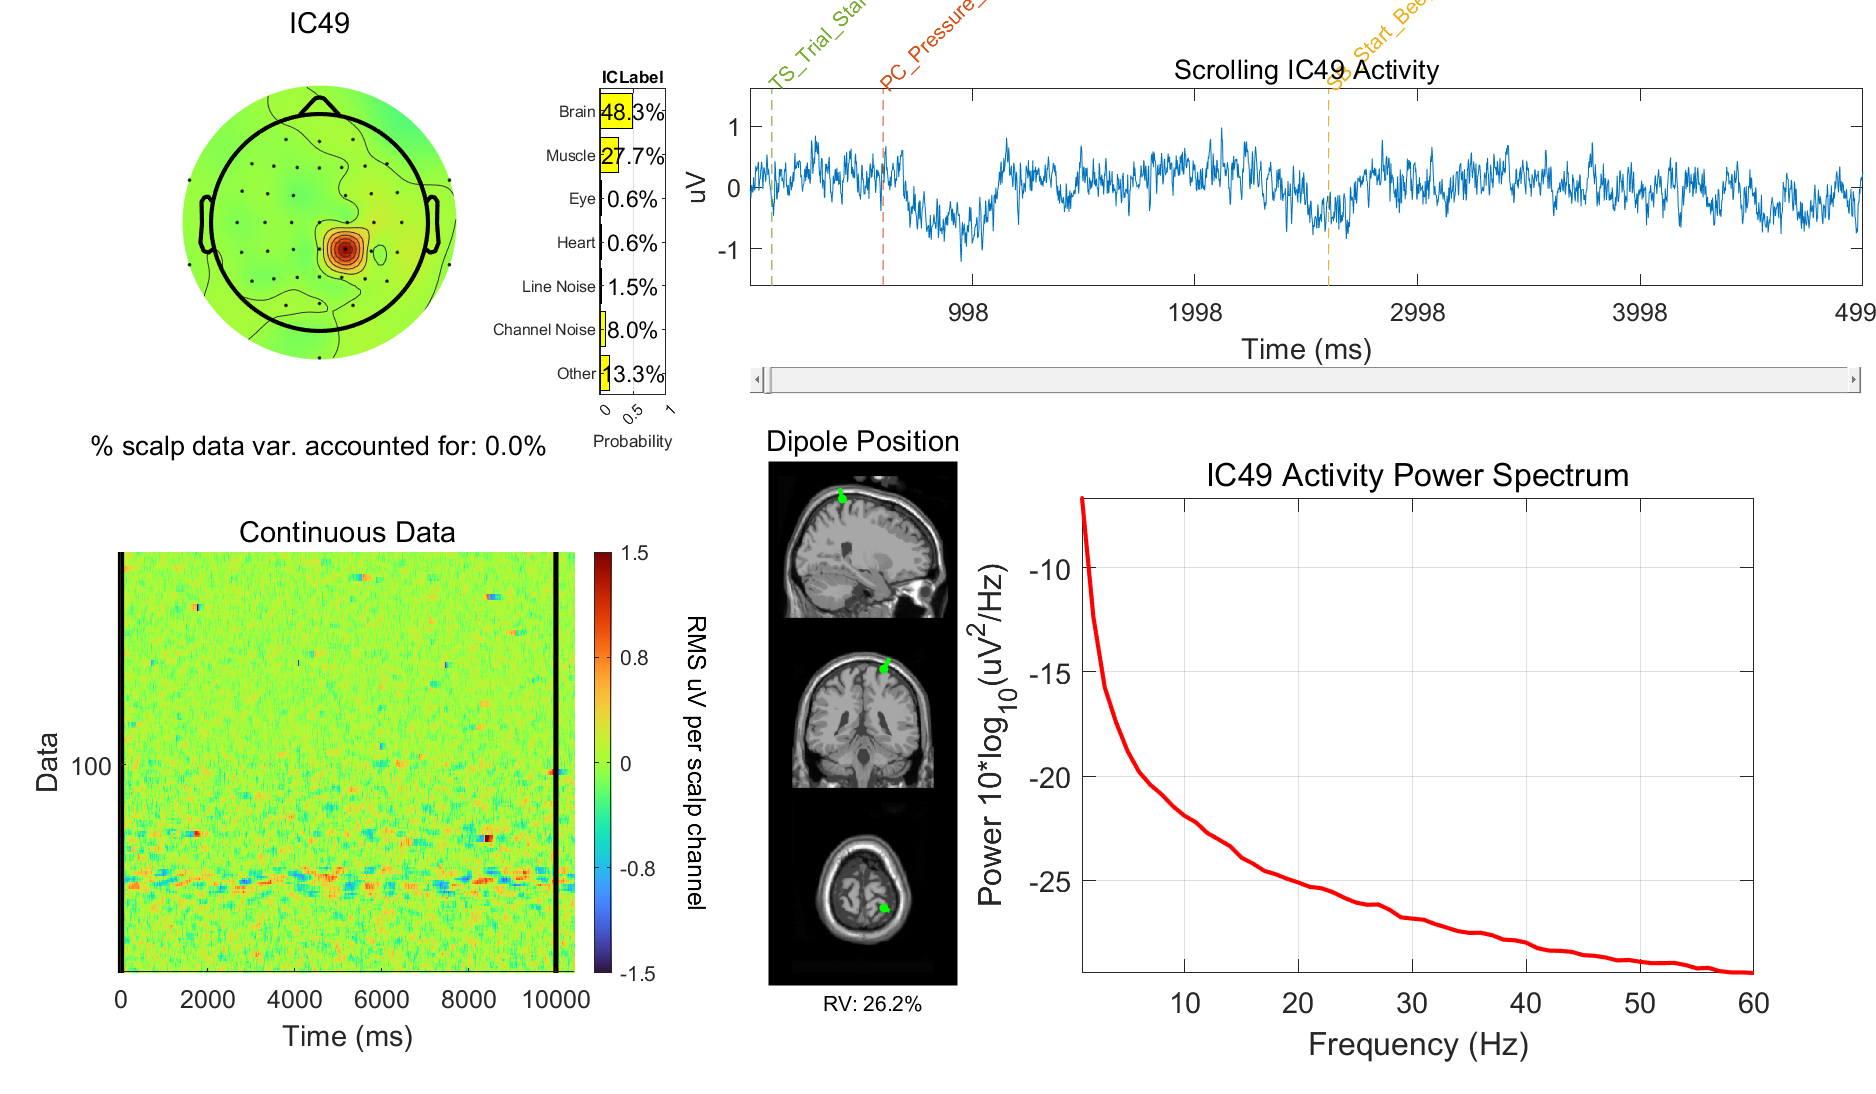 IC49
ICLabel
Brain 48.3%
Muscle 27.7%
Eye 0.6%
Heart 0.6%
Line Noise 1.5%
Channel Noise 8.0%
Other 13.3%
0 0.5 1
Probability
% scalp data var. accounted for: 0.0%
TS_Trial_Star
PC_Pressure_
SB_Start_Bee
Scrolling IC49 Activity
uV
1
0
-1
998 1998 2998 3998 499
Time (ms)
Continuous Data
Data
100
0 2000 4000 6000 8000 10000
Time (ms)
1.5
0.8
0
-0.8
-1.5
RMS uV per scalp channel
Dipole Position
RV: 26.2%
IC49 Activity Power Spectrum
Power 10*log10(uV2/Hz)
-10
-15
-20
-25
10 20 30 40 50 60
Frequency (Hz)